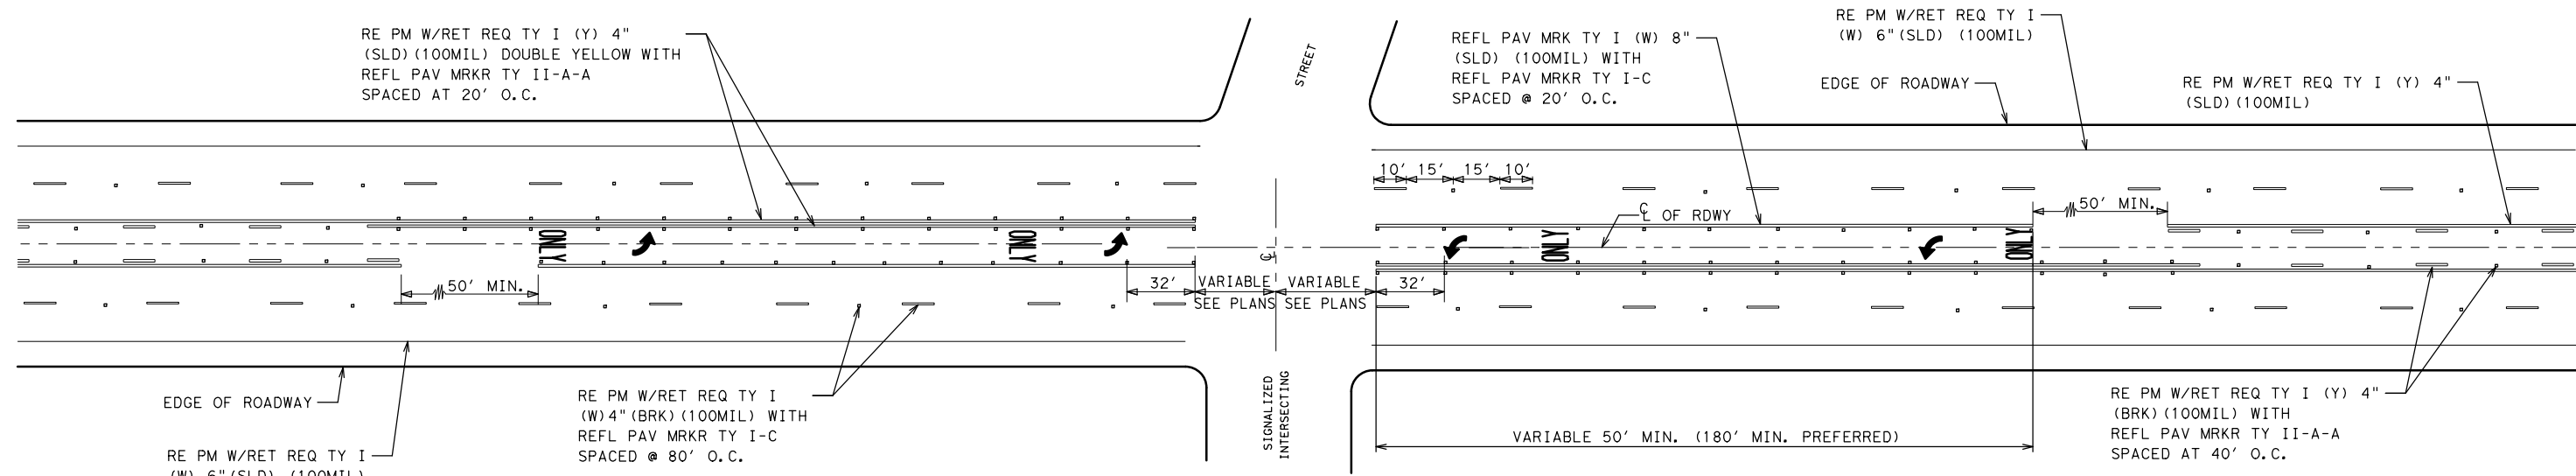 RE PM W/RET REQ TY I (Y) 4"
(SLD)(100MIL) DOUBLE YELLOW WITH
REFL PAV MRKR TY II-A-A
SPACED AT 20' O.C.
STREET
REFL PAV MRK TY I (W) 8"
(SLD) (100MIL) WITH
REFL PAV MRKR TY I-C
SPACED @ 20' O.C.
RE PM W/RET REQ TY I
(W) 6"(SLD) (100MIL)
EDGE OF ROADWAY
RE PM W/RET REQ TY I (Y) 4"
(SLD)(100MIL)
10' 15' 15' 10'
℄ OF RDWY
50' MIN.
ONLY
ONLY
ONLY
ONLY
℄
50' MIN.
32'
VARIABLE
SEE PLANS
VARIABLE
SEE PLANS
32'
EDGE OF ROADWAY
RE PM W/RET REQ TY I
(W) 6"(SLD) (100MIL)
RE PM W/RET REQ TY I
(W)4"(BRK)(100MIL) WITH
REFL PAV MRKR TY I-C
SPACED @ 80' O.C.
SIGNALIZED
INTERSECTING
VARIABLE 50' MIN. (180' MIN. PREFERRED)
RE PM W/RET REQ TY I (Y) 4"
(BRK)(100MIL) WITH
REFL PAV MRKR TY II-A-A
SPACED AT 40' O.C.